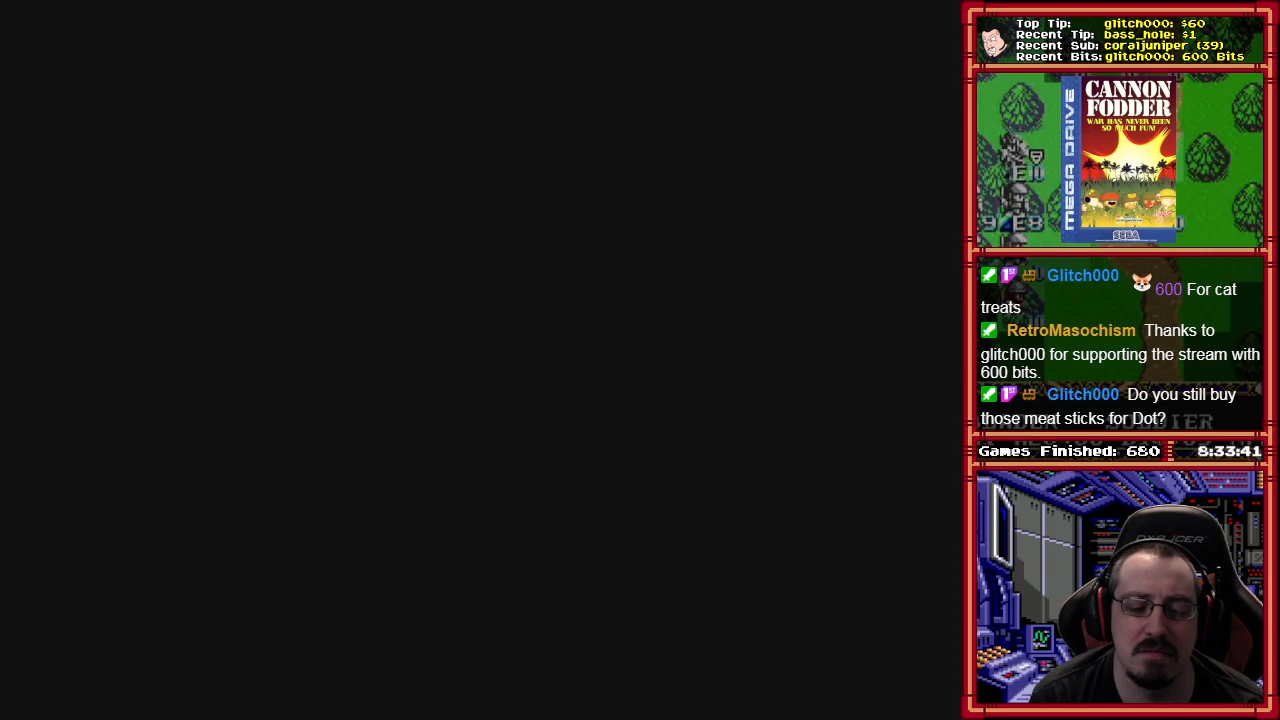 Top Tip: glitch000: $60
Recent Tip: bass_hole: $1
Recent Sub: coraljuniper (39)
Recent Bits: glitch000: 600 Bits
MEGA DRIVE
CANNON
FODDER
WAR HAS NEVER BEEN
SO MUCH FUN!
SEGA
Glitch000 600 For cat
treats
RetroMasochism Thanks to
glitch000 for supporting the stream with
600 bits.
Glitch000 Do you still buy
those meat sticks for Dot?
SOLDIER
Games Finished: 680
8:33:41